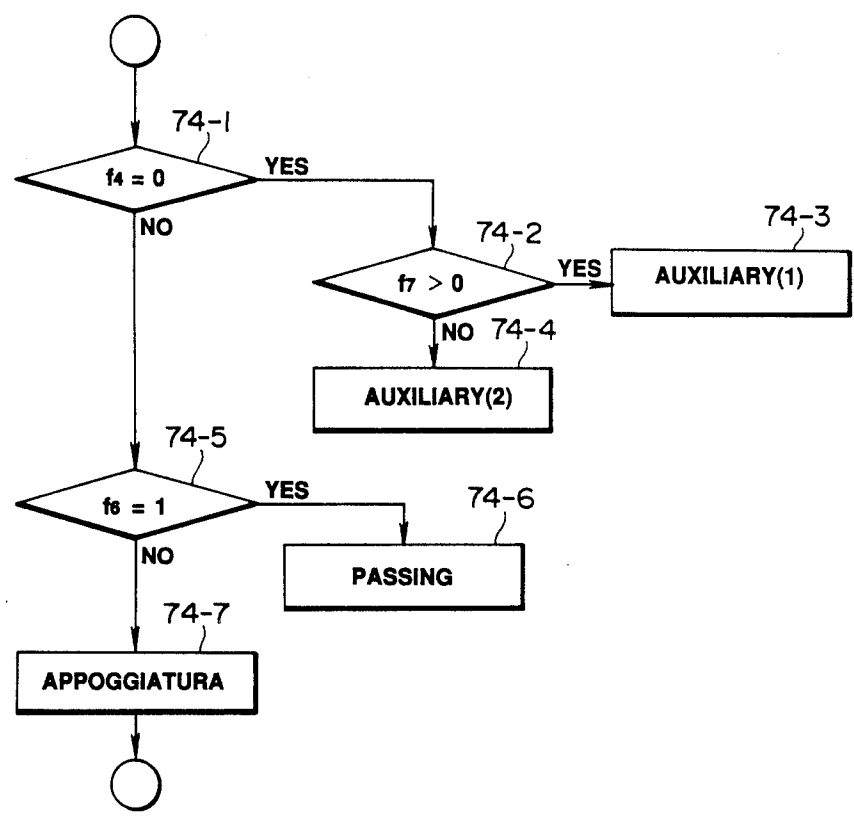 74-1
f4 = 0
YES
NO
74-2
f7 > 0
YES
NO
74-3
AUXILIARY(1)
74-4
AUXILIARY(2)
74-5
f6 = 1
YES
NO
74-6
PASSING
74-7
APPOGGIATURA